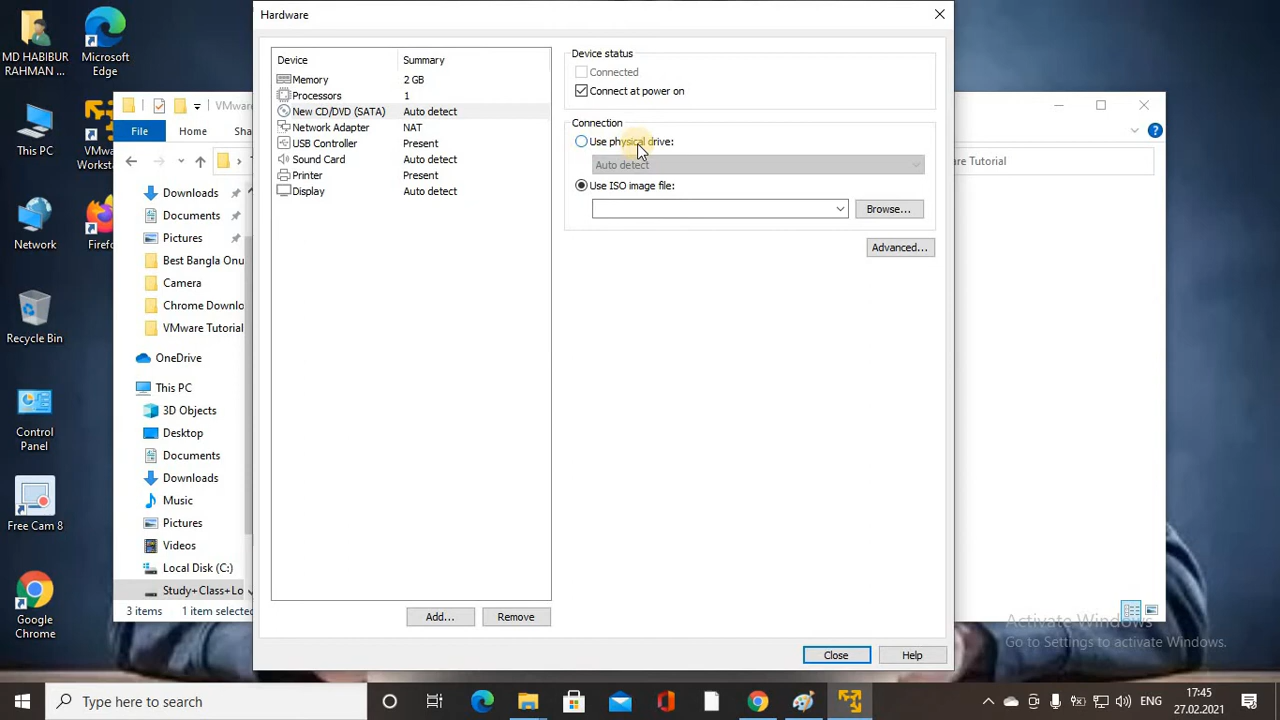 Hardware
MD HABIBUR
RAHMAN ...
Microsoft
Edge
This PC
VMw
Workst
Network
Firef
Recycle Bin
Control
Panel
Free Cam 8
Google
Chrome
VMware
File
Home
Sha
ware Tutorial
Downloads
Documents
Pictures
Best Bangla Onu
Camera
Chrome Downlo
VMware Tutorial
OneDrive
This PC
3D Objects
Desktop
Documents
Downloads
Music
Pictures
Videos
Local Disk (C:)
Study+Class+Lo
3 items
1 item selected
Device Summary
Memory 2 GB
Processors 1
New CD/DVD (SATA) Auto detect
Network Adapter NAT
USB Controller Present
Sound Card Auto detect
Printer Present
Display Auto detect
Add...
Remove
Device status
Connected
Connect at power on
Connection
Use physical drive:
Auto detect
Use ISO image file:
Browse...
Advanced...
Close
Help
Activate Windows
Go to Settings to activate Windows.
Type here to search
ENG
17:45
27.02.2021